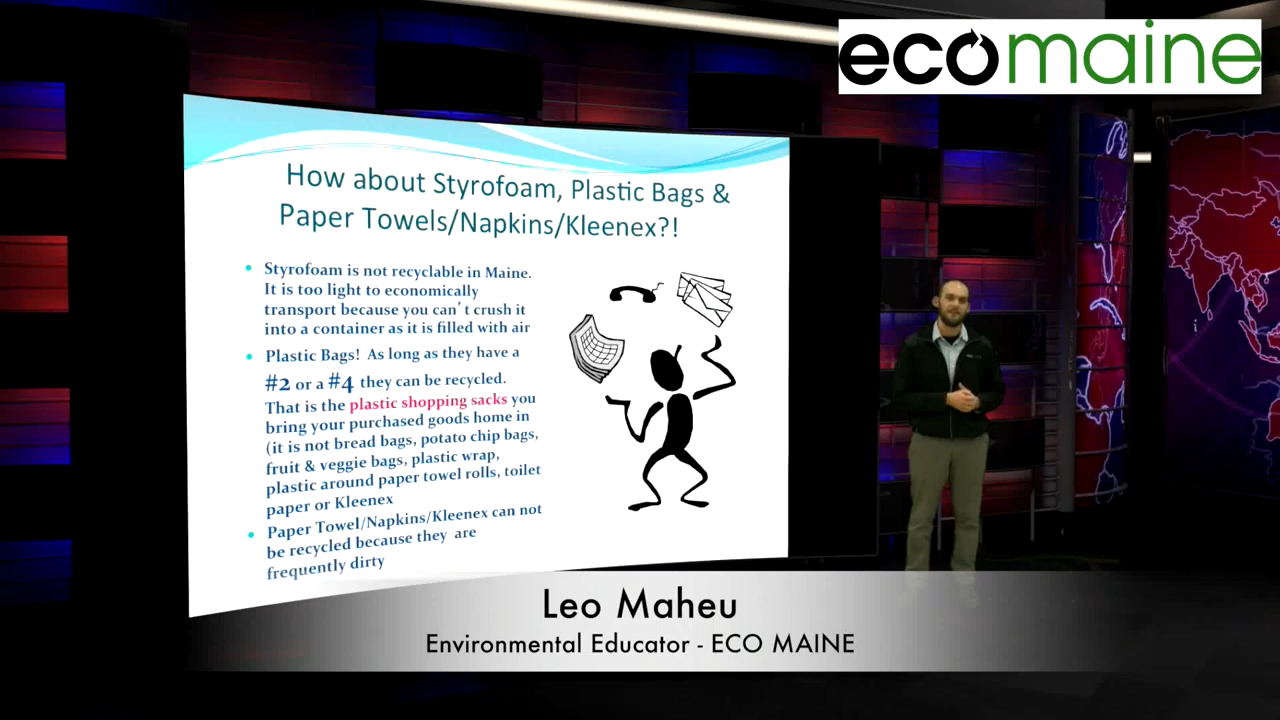 ecomaine
How about Styrofoam, Plastic Bags &
Paper Towels/Napkins/Kleenex?!
• Styrofoam is not recyclable in Maine.
It is too light to economically
transport because you can't crush it
into a container as it is filled with air
• Plastic Bags! As long as they have a
#2 or a #4 they can be recycled.
That is the plastic shopping sacks you
bring your purchased goods home in
(it is not bread bags, potato chip bags,
fruit & veggie bags, plastic wrap,
plastic around paper towel rolls, toilet
paper or Kleenex
• Paper Towel/Napkins/Kleenex can not
be recycled because they are
frequently dirty
Leo Maheu
Environmental Educator - ECO MAINE